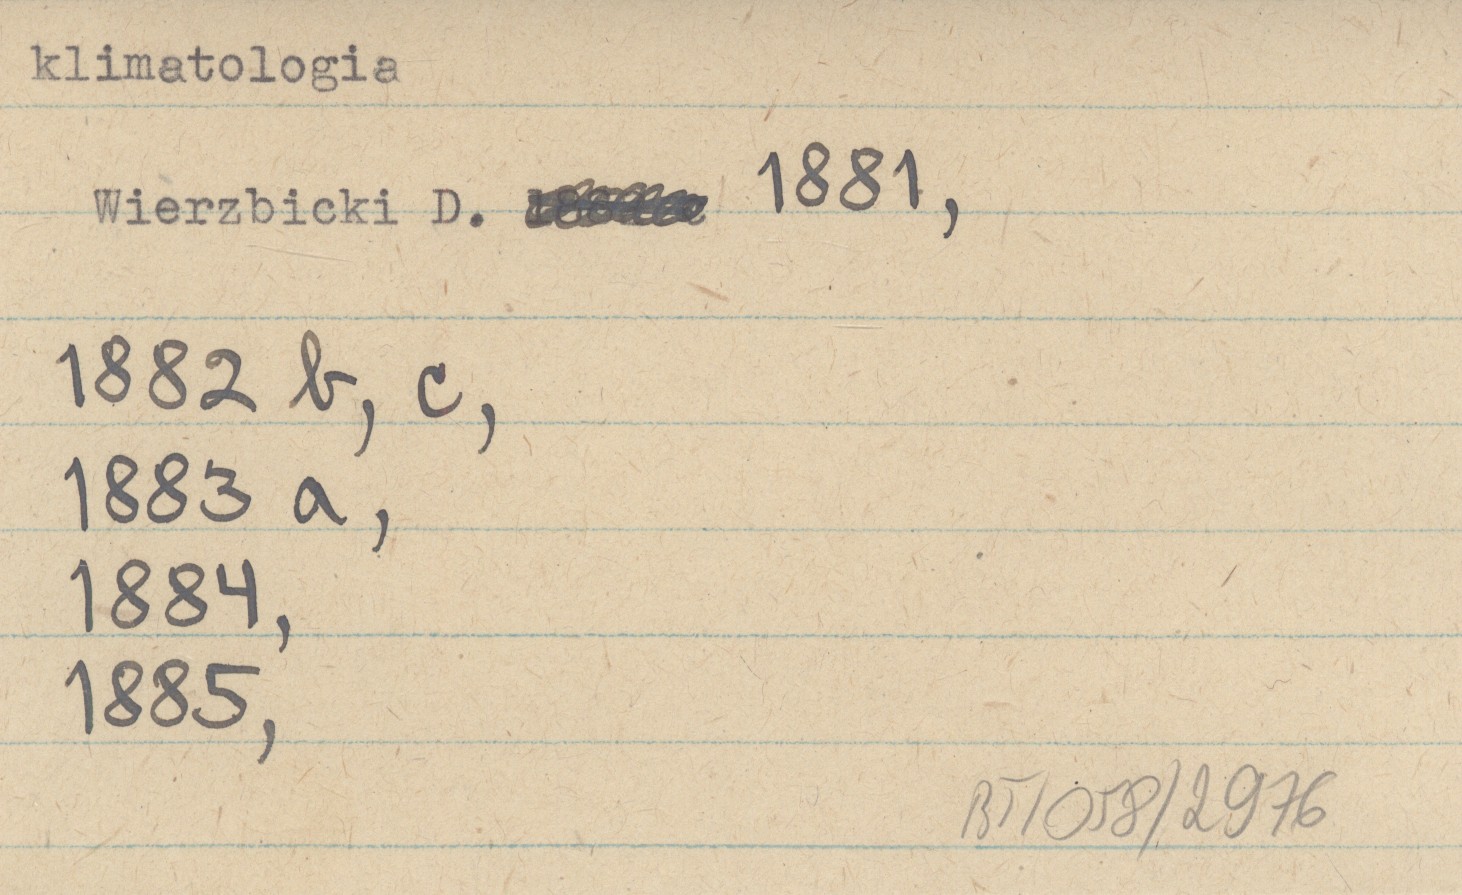 klimatologia
Wierzbicki D. 1881,
1882 b, c,
1883 a,
1884,
1885,
BT/058/2976